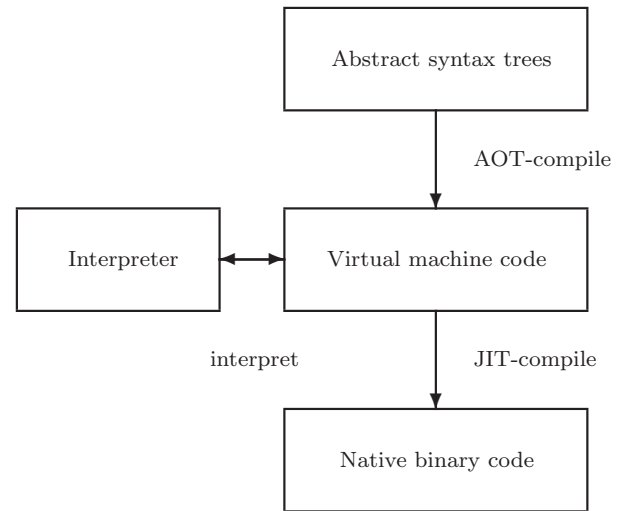 Abstract syntax trees
AOT-compile
Interpreter
Virtual machine code
interpret
JIT-compile
Native binary code